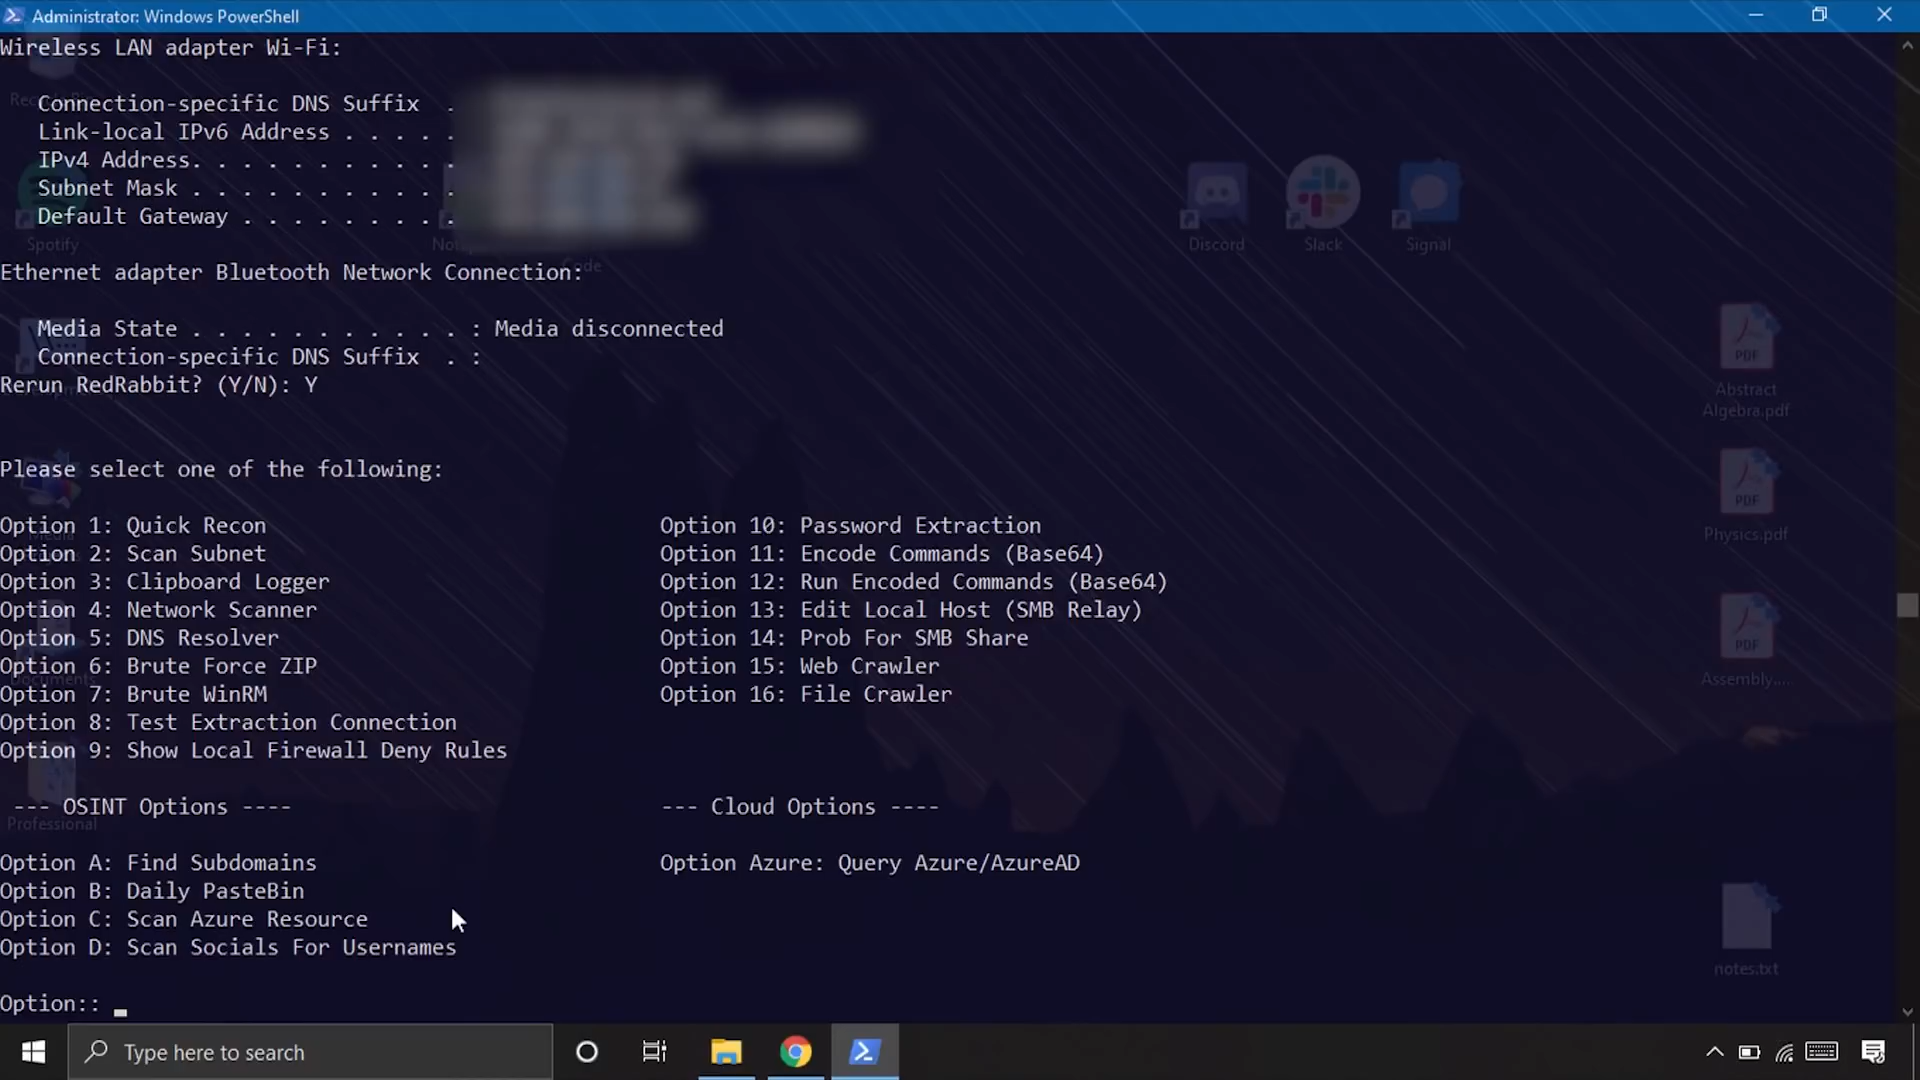 Administrator: Windows PowerShell
Wireless LAN adapter Wi-Fi:
Connection-specific DNS Suffix .
Link-local IPv6 Address . . . . .
IPv4 Address. . . . . . . . . . .
Subnet Mask . . . . . . . . . . .
Default Gateway . . . . . . . . .
Spotify
Discord
Slack
Signal
Code
Ethernet adapter Bluetooth Network Connection:
Media State . . . . . . . . . . . : Media disconnected
Connection-specific DNS Suffix . :
Rerun RedRabbit? (Y/N): Y
PDF
Abstract
Algebra.pdf
Please select one of the following:
PDF
Physics.pdf
Option 1: Quick Recon Option 10: Password Extraction
Option 2: Scan Subnet Option 11: Encode Commands (Base64)
Option 3: Clipboard Logger Option 12: Run Encoded Commands (Base64)
Option 4: Network Scanner Option 13: Edit Local Host (SMB Relay)
Option 5: DNS Resolver Option 14: Prob For SMB Share
Option 6: Brute Force ZIP Option 15: Web Crawler
Option 7: Brute WinRM Option 16: File Crawler
Option 8: Test Extraction Connection
Option 9: Show Local Firewall Deny Rules
PDF
Assembly....
Documents
--- OSINT Options ---- --- Cloud Options ----
Professional
Option A: Find Subdomains Option Azure: Query Azure/AzureAD
Option B: Daily PasteBin
Option C: Scan Azure Resource
Option D: Scan Socials For Usernames
notes.txt
Option::
Type here to search